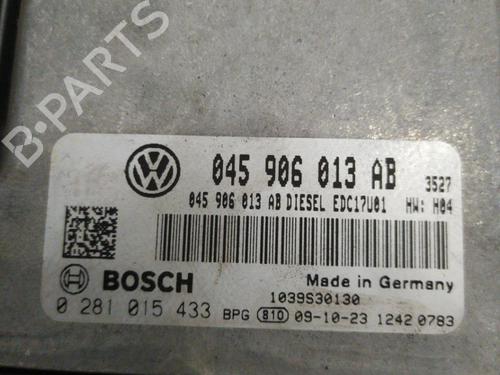 B-PARTS
045 906 013 AB 3527
045 906 013 AB DIESEL EDC17U01 HW: H04
BOSCH Made in Germany
1039S30130
0 281 015 433 BPG 810 09-10-23 1242 0783